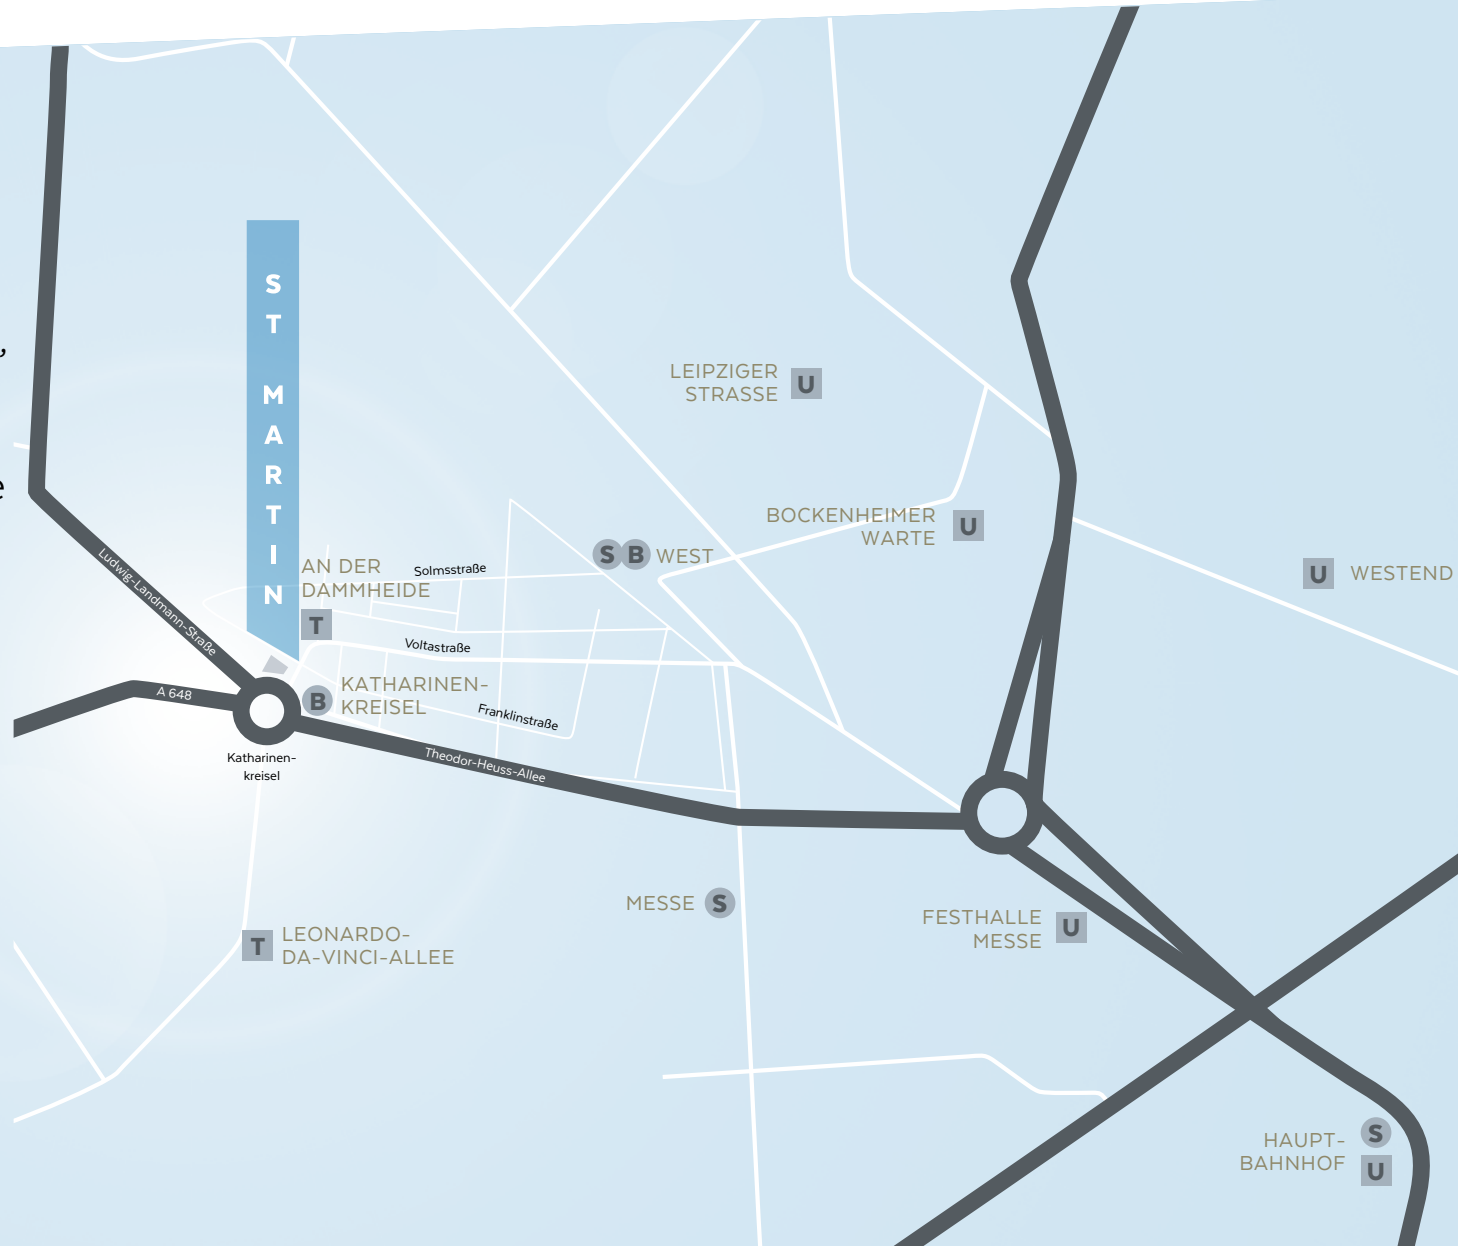 ,
e
S
T
M
A
R
T
I
N
LEIPZIGER
STRASSE
U
BOCKENHEIMER
WARTE
U
U WESTEND
S B WEST
AN DER
DAMMHEIDE
T
Solmsstraße
Ludwig-Landmann-Straße
Voltastraße
A 648
B
KATHARINEN-
KREISEL
Franklinstraße
Theodor-Heuss-Allee
Katharinen-
kreisel
MESSE S
FESTHALLE
MESSE
U
T
LEONARDO-
DA-VINCI-ALLEE
HAUPT-
BAHNHOF
S
U